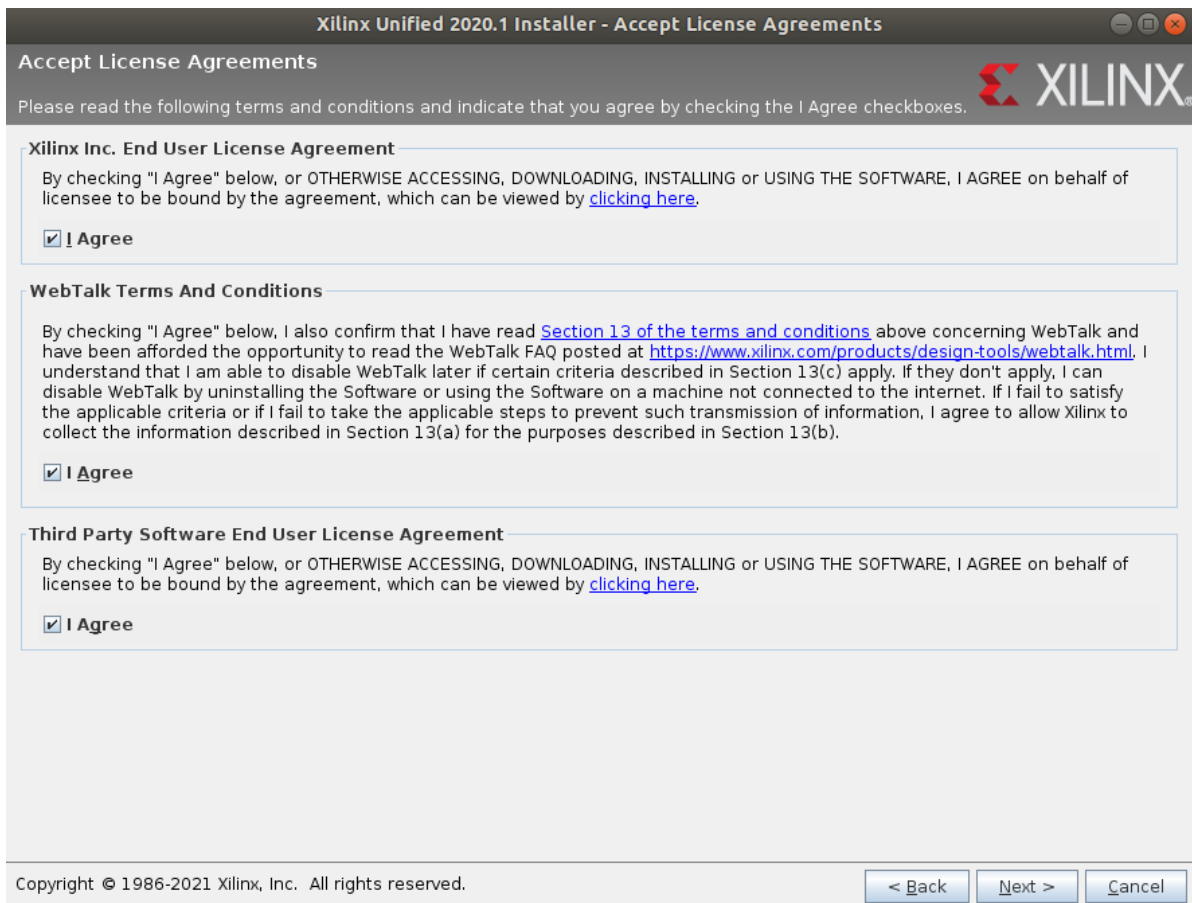 Xilinx Unified 2020.1 Installer - Accept License Agreements
Accept License Agreements
XILINX®
Please read the following terms and conditions and indicate that you agree by checking the I Agree checkboxes.
Xilinx Inc. End User License Agreement
By checking "I Agree" below, or OTHERWISE ACCESSING, DOWNLOADING, INSTALLING or USING THE SOFTWARE, I AGREE on behalf of
licensee to be bound by the agreement, which can be viewed by clicking here.
I Agree
WebTalk Terms And Conditions
By checking "I Agree" below, I also confirm that I have read Section 13 of the terms and conditions above concerning WebTalk and
have been afforded the opportunity to read the WebTalk FAQ posted at https://www.xilinx.com/products/design-tools/webtalk.html. I
understand that I am able to disable WebTalk later if certain criteria described in Section 13(c) apply. If they don't apply, I can
disable WebTalk by uninstalling the Software or using the Software on a machine not connected to the internet. If I fail to satisfy
the applicable criteria or if I fail to take the applicable steps to prevent such transmission of information, I agree to allow Xilinx to
collect the information described in Section 13(a) for the purposes described in Section 13(b).
I Agree
Third Party Software End User License Agreement
By checking "I Agree" below, or OTHERWISE ACCESSING, DOWNLOADING, INSTALLING or USING THE SOFTWARE, I AGREE on behalf of
licensee to be bound by the agreement, which can be viewed by clicking here.
I Agree
Copyright © 1986-2021 Xilinx, Inc. All rights reserved.
< Back Next > Cancel